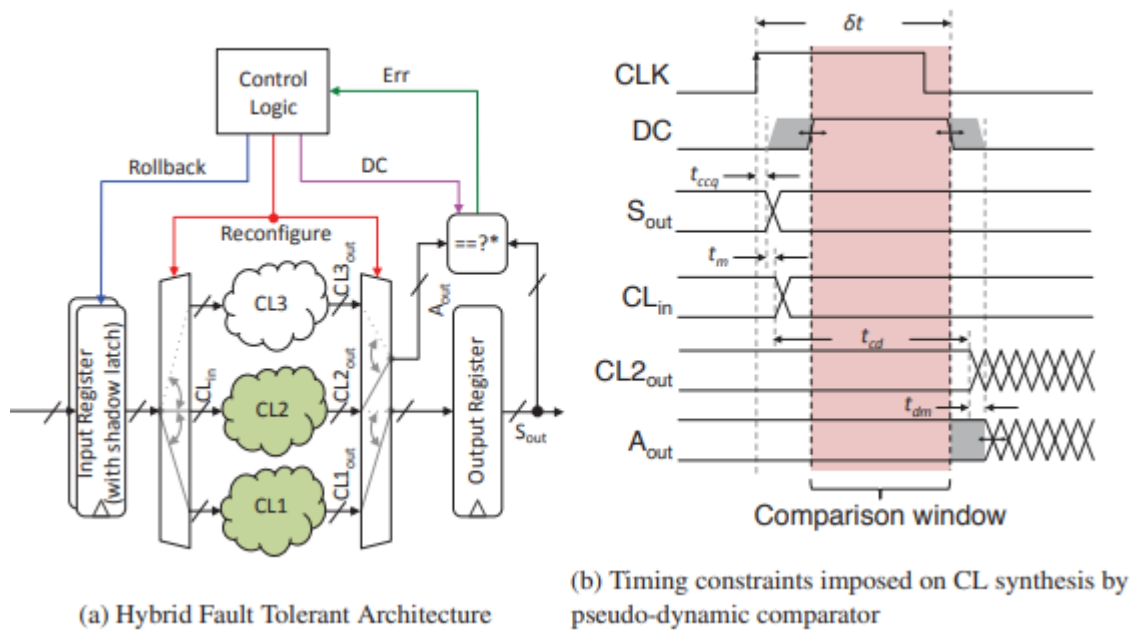 Control
Logic
Err
Rollback
DC
Reconfigure
==?*
CL3
CL3out
Aout
Input Register
(with shadow latch)
CLin
CL2
CL2out
Output Register
Sout
CL1
CL1out
(a) Hybrid Fault Tolerant Architecture
δt
CLK
DC
tccq
Sout
tm
CLin
tcd
CL2out
tdm
Aout
Comparison window
(b) Timing constraints imposed on CL synthesis by
pseudo-dynamic comparator